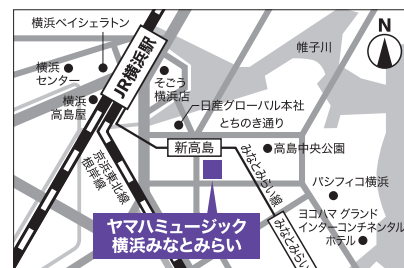 横浜ベイシェラトン
N
帷子川
JR横浜駅
横浜
センター
そごう
横浜店
横浜
高島屋
日産グローバル本社
とちのき通り
新高島
高島中央公園
京浜東北線
根岸線
みなとみらい線
パシフィコ横浜
ヤマハミュージック
横浜みなとみらい
ヨコハマ グランド
インターコンチネンタル
ホテル
みなとみらい